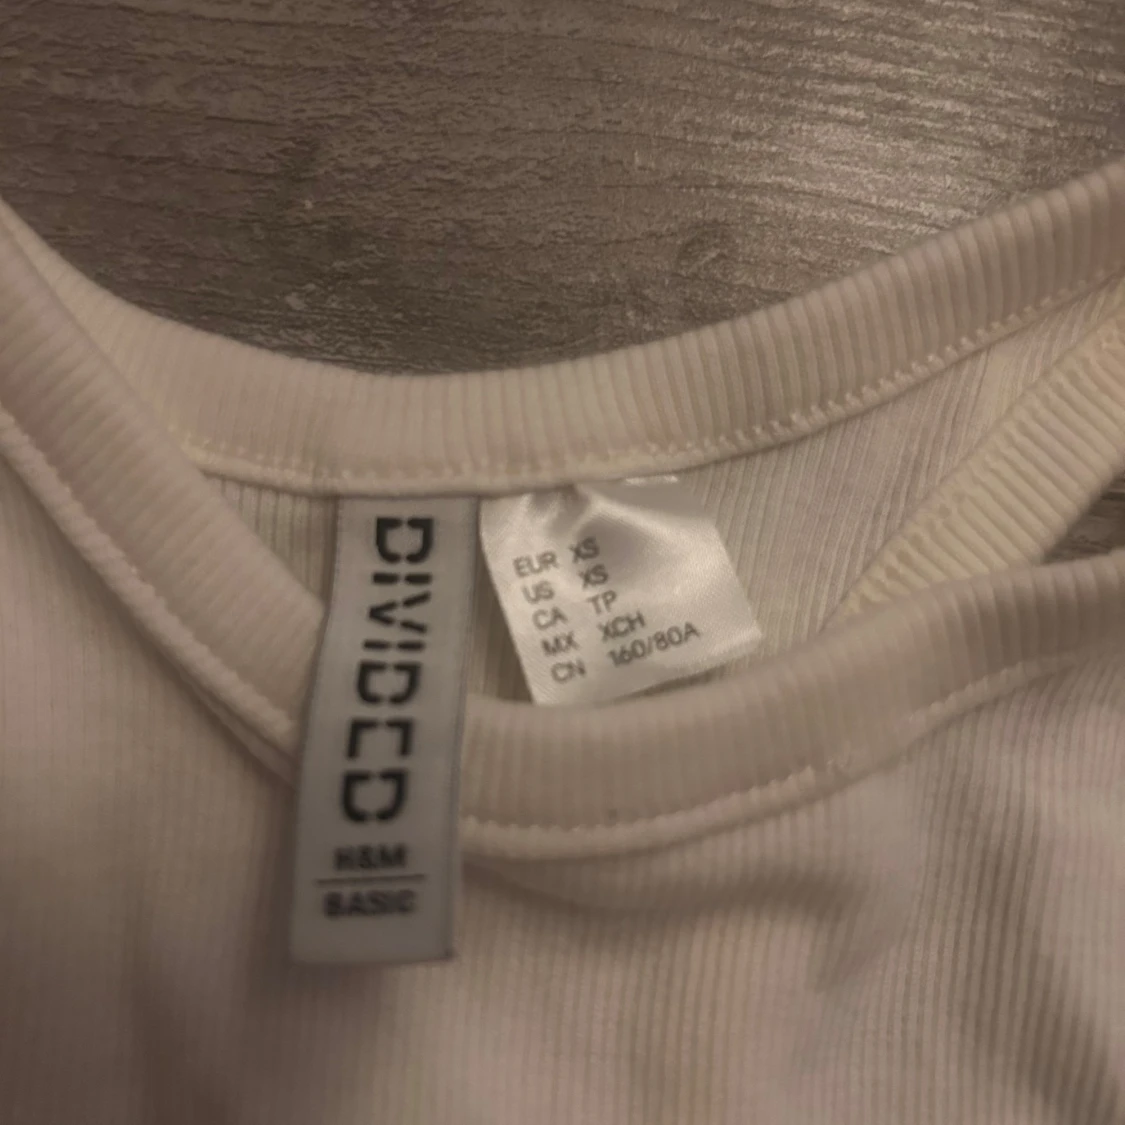 DIVIDED
H&M
BASIC
EUR XS
US XS
CA TP
MX XCH
CN 160/80A